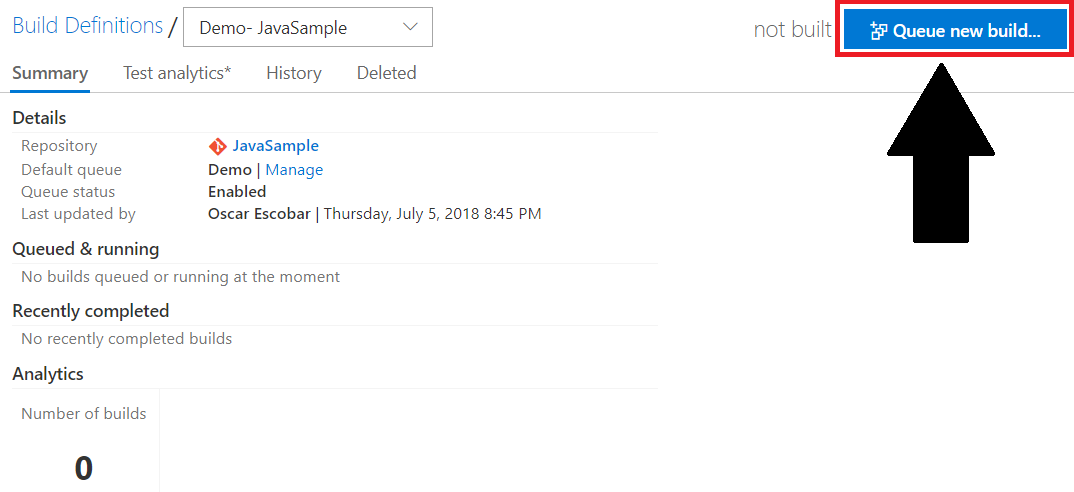 Build Definitions / Demo- JavaSample not built Queue new build...
Summary Test analytics* History Deleted
Details
Repository JavaSample
Default queue Demo | Manage
Queue status Enabled
Last updated by Oscar Escobar | Thursday, July 5, 2018 8:45 PM
Queued & running
No builds queued or running at the moment
Recently completed
No recently completed builds
Analytics
Number of builds
0